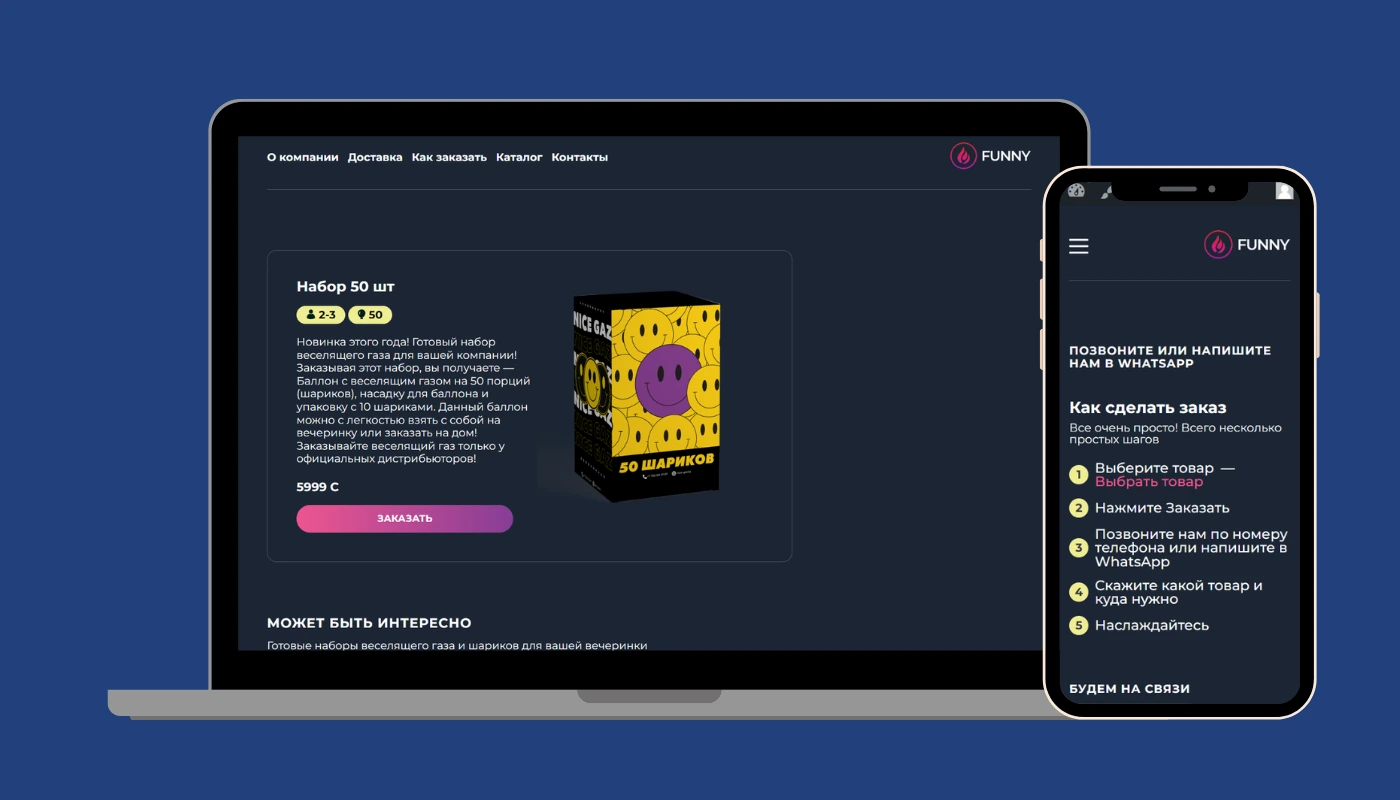 О компании Доставка Как заказать Каталог Контакты
FUNNY
Набор 50 шт
2-3 50
Новинка этого года! Готовый набор
веселящего газа для вашей компании!
Заказывая этот набор, вы получаете —
Баллон с веселящим газом на 50 порций
(шариков), насадку для баллона и
упаковку с 10 шариками. Данный баллон
можно с легкостью взять с собой на
вечеринку или заказать на дом!
Заказывайте веселящий газ только у
официальных дистрибьюторов!
5999 С
ЗАКАЗАТЬ
NICE GAZ
NICE GAZ
50 ШАРИКОВ
МОЖЕТ БЫТЬ ИНТЕРЕСНО
Готовые наборы веселящего газа и шариков для вашей вечеринки
FUNNY
ПОЗВОНИТЕ ИЛИ НАПИШИТЕ
НАМ В WHATSAPP
Как сделать заказ
Все очень просто! Всего несколько
простых шагов
1 Выберите товар —
Выбрать товар
2 Нажмите Заказать
3 Позвоните нам по номеру
телефона или напишите в
WhatsApp
4 Скажите какой товар и
куда нужно
5 Наслаждайтесь
БУДЕМ НА СВЯЗИ